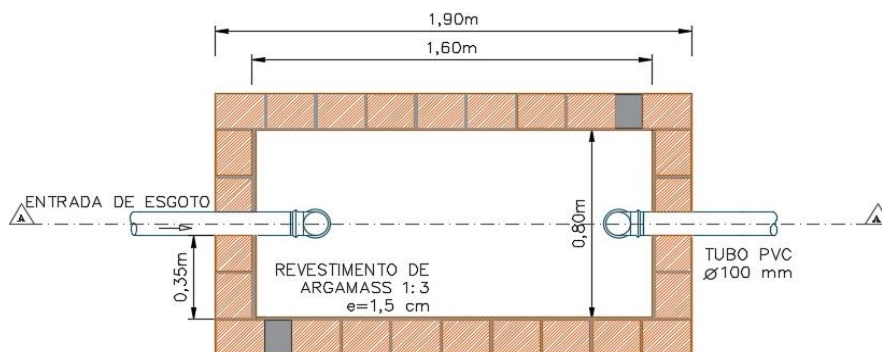 1,90m
1,60m
ENTRADA DE ESGOTO
A
A
0,80m
0,35m
REVESTIMENTO DE
ARGAMASS 1:3
e=1,5 cm
TUBO PVC
Ø100 mm